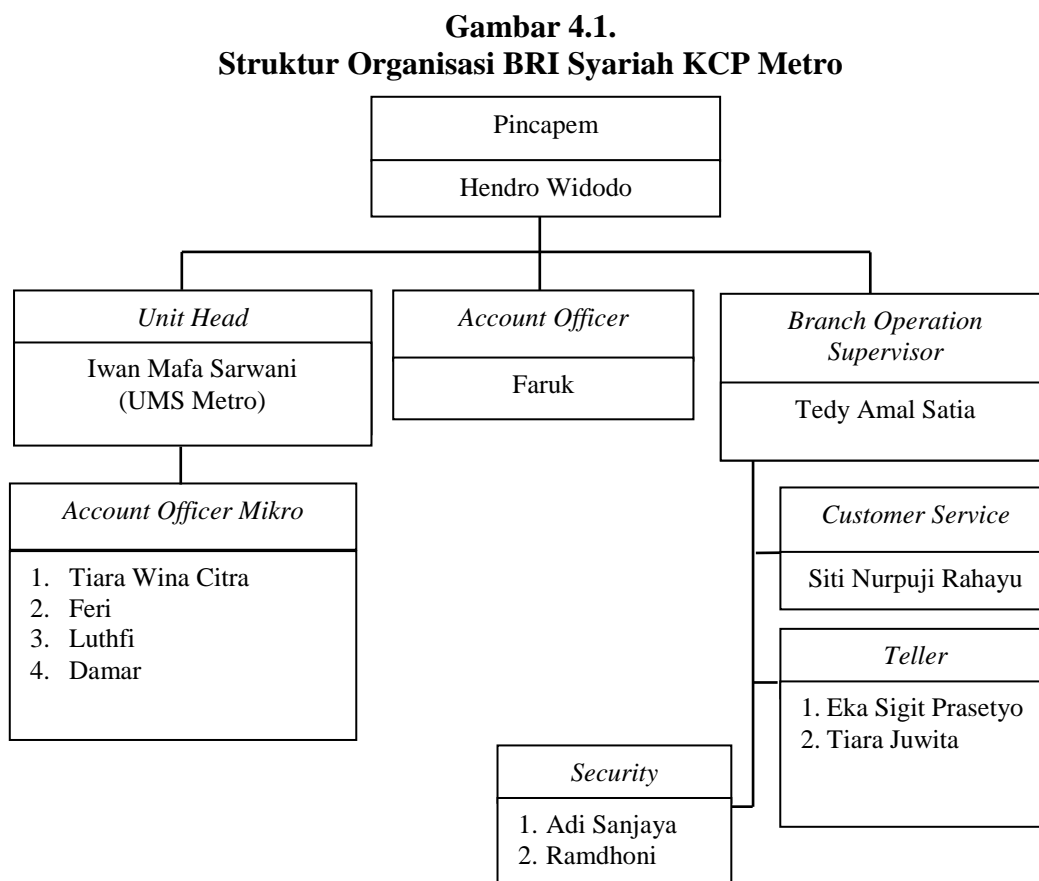 Gambar 4.1.
Struktur Organisasi BRI Syariah KCP Metro
Pincapem
Hendro Widodo
Unit Head
Iwan Mafa Sarwani
(UMS Metro)
Account Officer
Faruk
Branch Operation
Supervisor
Tedy Amal Satia
Account Officer Mikro
1. Tiara Wina Citra
2. Feri
3. Luthfi
4. Damar
Customer Service
Siti Nurpuji Rahayu
Teller
1. Eka Sigit Prasetyo
2. Tiara Juwita
Security
1. Adi Sanjaya
2. Ramdhoni